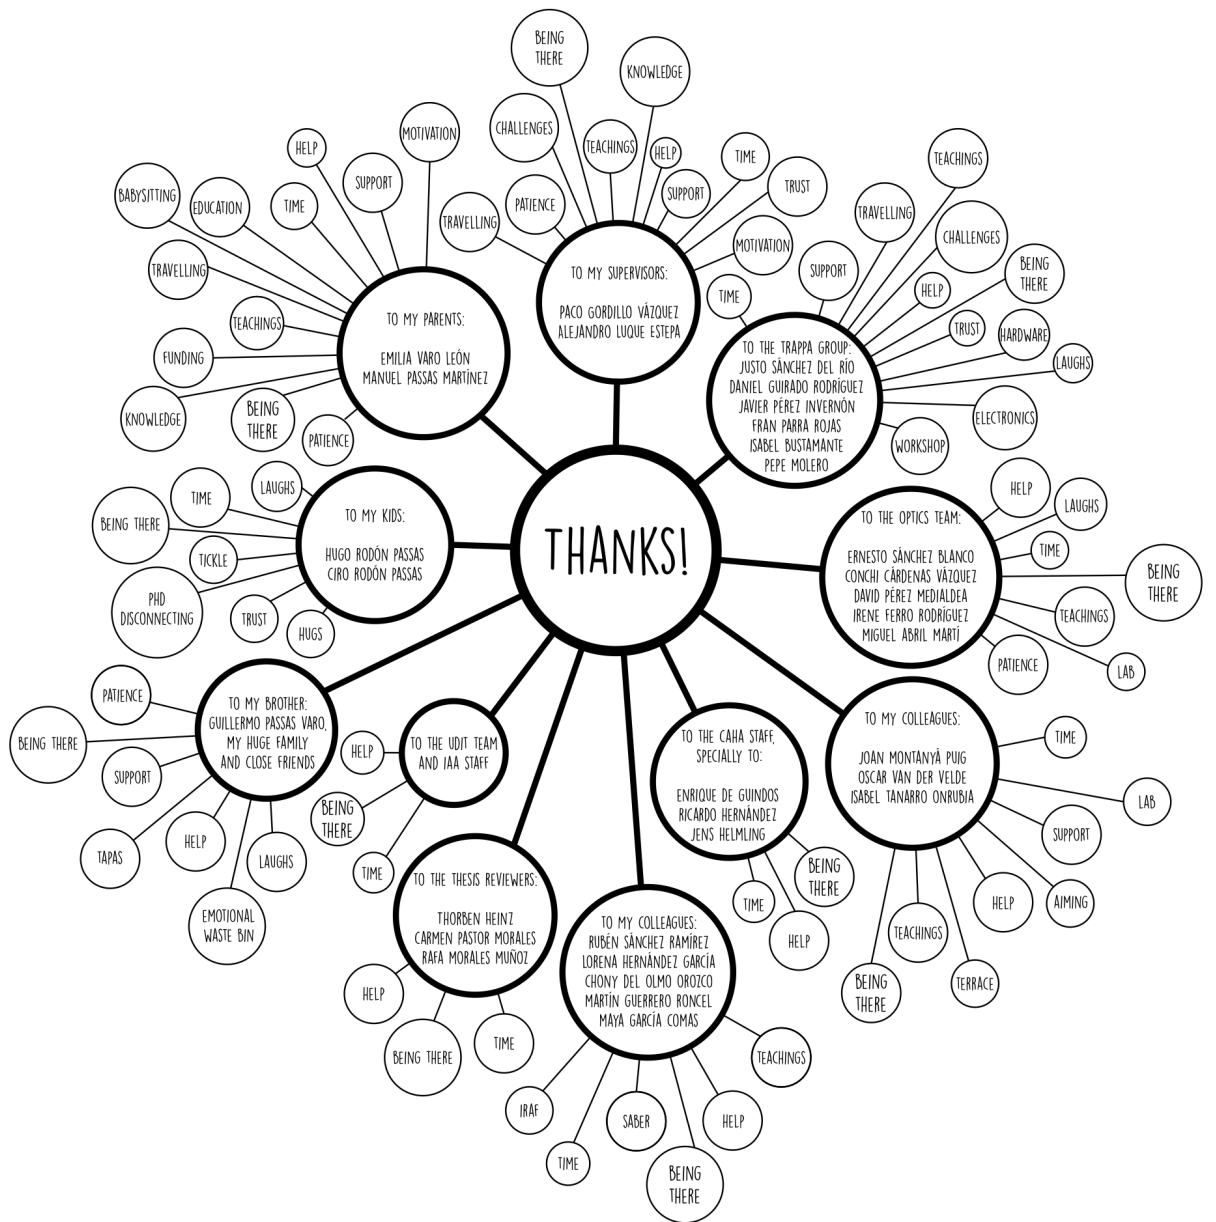 THANKS!
TO MY SUPERVISORS:
PACO GORDILLO VÁZQUEZ
ALEJANDRO LUQUE ESTEPA
TRAVELLING
PATIENCE
CHALLENGES
BEING
THERE
TEACHINGS
KNOWLEDGE
HELP
SUPPORT
TIME
TRUST
MOTIVATION
TO THE TRAPPA GROUP:
JUSTO SÁNCHEZ DEL RÍO
DANIEL GUIRADO RODRÍGUEZ
JAVIER PÉREZ INVERNÓN
FRAN PARRA ROJAS
ISABEL BUSTAMANTE
PEPE MOLERO
TIME
SUPPORT
TRAVELLING
TEACHINGS
CHALLENGES
HELP
BEING
THERE
TRUST
HARDWARE
LAUGHS
ELECTRONICS
WORKSHOP
TO THE OPTICS TEAM:
ERNESTO SÁNCHEZ BLANCO
CONCHI CÁRDENAS VÁZQUEZ
DAVID PÉREZ MEDIALDEA
IRENE FERRO RODRÍGUEZ
MIGUEL ABRIL MARTÍ
HELP
LAUGHS
TIME
BEING
THERE
TEACHINGS
LAB
PATIENCE
TO MY COLLEAGUES:
JOAN MONTANYÁ PUIG
OSCAR VAN DER VELDE
ISABEL TANARRO ONRUBIA
TIME
LAB
SUPPORT
AIMING
HELP
TERRACE
TEACHINGS
BEING
THERE
TO THE CAHA STAFF,
SPECIALLY TO:
ENRIQUE DE GUINDOS
RICARDO HERNÁNDEZ
JENS HELMLING
BEING
THERE
HELP
TIME
TO MY COLLEAGUES:
RUBÉN SÁNCHEZ RAMÍREZ
LORENA HERNÁNDEZ GARCÍA
CHONY DEL OLMO OROZCO
MARTÍN GUERRERO RONCEL
MAYA GARCÍA COMAS
TEACHINGS
HELP
BEING
THERE
SABER
TIME
IRAF
TO THE THESIS REVIEWERS:
THORBEN HEINZ
CARMEN PASTOR MORALES
RAFA MORALES MUÑOZ
TIME
BEING THERE
HELP
TO THE UDIT TEAM
AND IAA STAFF
HELP
BEING
THERE
TIME
TO MY BROTHER:
GUILLERMO PASSAS VARO,
MY HUGE FAMILY
AND CLOSE FRIENDS
PATIENCE
BEING THERE
SUPPORT
TAPAS
HELP
EMOTIONAL
WASTE BIN
LAUGHS
TO MY KIDS:
HUGO RODÓN PASSAS
CIRO RODÓN PASSAS
LAUGHS
TIME
BEING THERE
TICKLE
PHD
DISCONNECTING
TRUST
HUGS
TO MY PARENTS:
EMILIA VARO LEÓN
MANUEL PASSAS MARTÍNEZ
MOTIVATION
SUPPORT
HELP
TIME
EDUCATION
BABYSITTING
TRAVELLING
TEACHINGS
FUNDING
KNOWLEDGE
BEING
THERE
PATIENCE